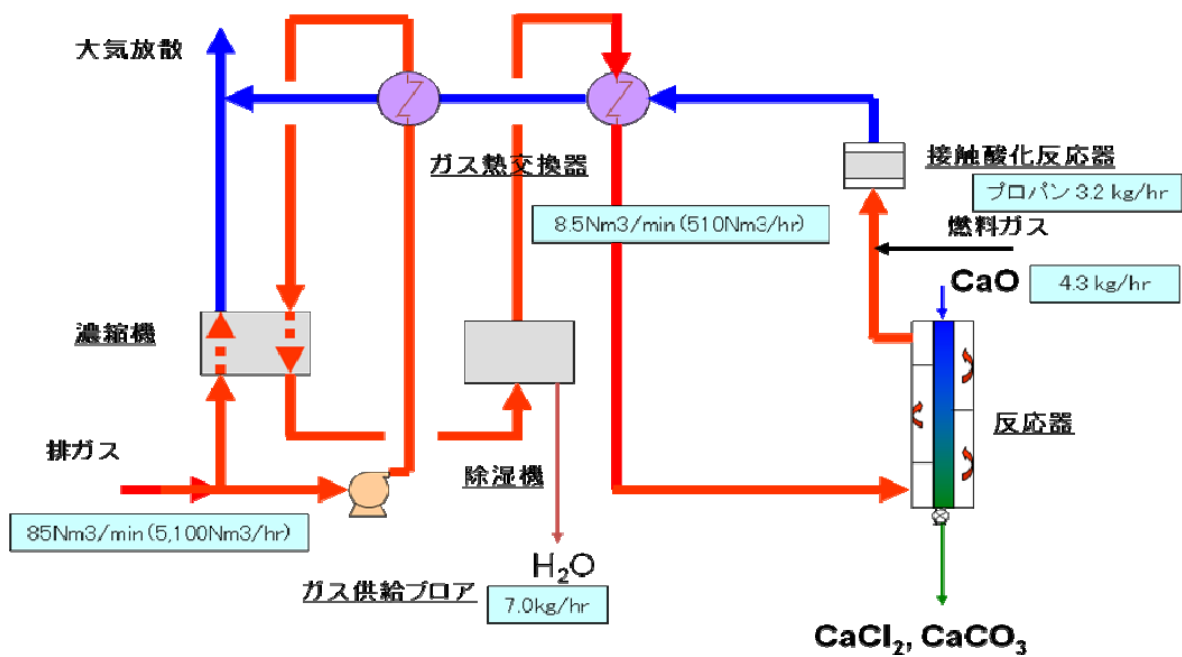 大気放散
ガス熱交換器
接触酸化反応器
プロパン 3.2 kg/hr
8.5Nm3/min (510Nm3/hr)
燃料ガス
CaO
4.3 kg/hr
濃縮機
反応器
排ガス
除湿機
85Nm3/min (5,100Nm3/hr)
H₂O
ガス供給ブロア
7.0kg/hr
CaCl₂, CaCO₃